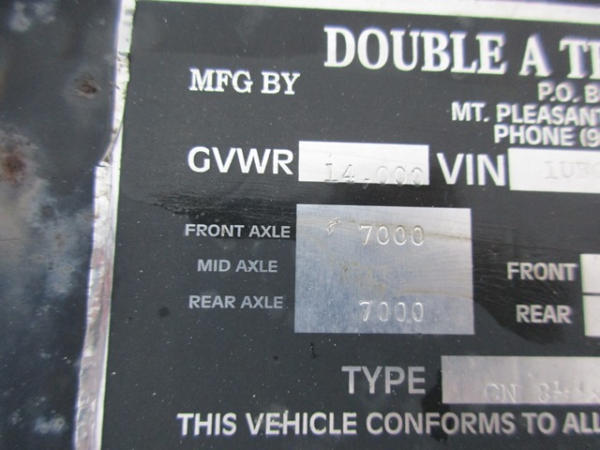 DOUBLE A
MFG BY
P.O.
MT. PLEASANT
PHONE (9
GVWR 14,000 VIN
FRONT AXLE 7000
MID AXLE
FRONT
REAR AXLE 7000
REAR
TYPE GN
THIS VEHICLE CONFORMS TO ALL